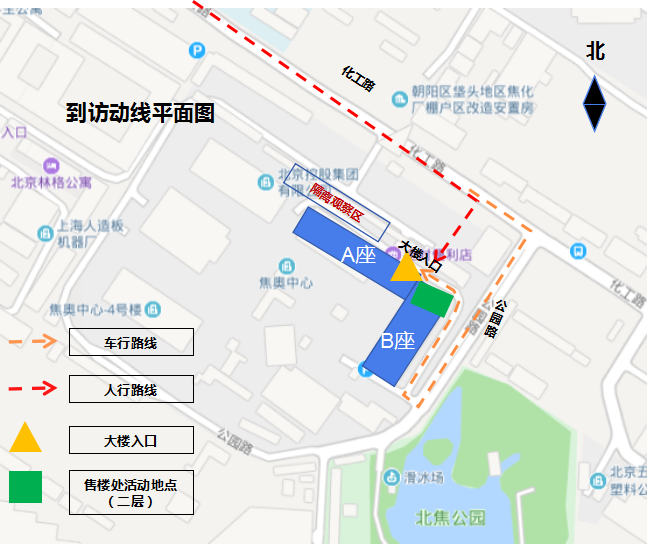 北
化工路
到访动线平面图
朝阳区垡头地区焦化
厂棚户区改造安置房
入口
化工路
北京林格公寓
北京控股集团
有限
隔离观察区
上海人造板
机器厂
A座
大楼入口
利店
焦奥中心
化工路
公园路
焦奥中心-4号楼
B座
车行路线
人行路线
公园路
大楼入口
售楼处活动地点
（二层）
滑冰场
北京五
塑料公
北焦公园